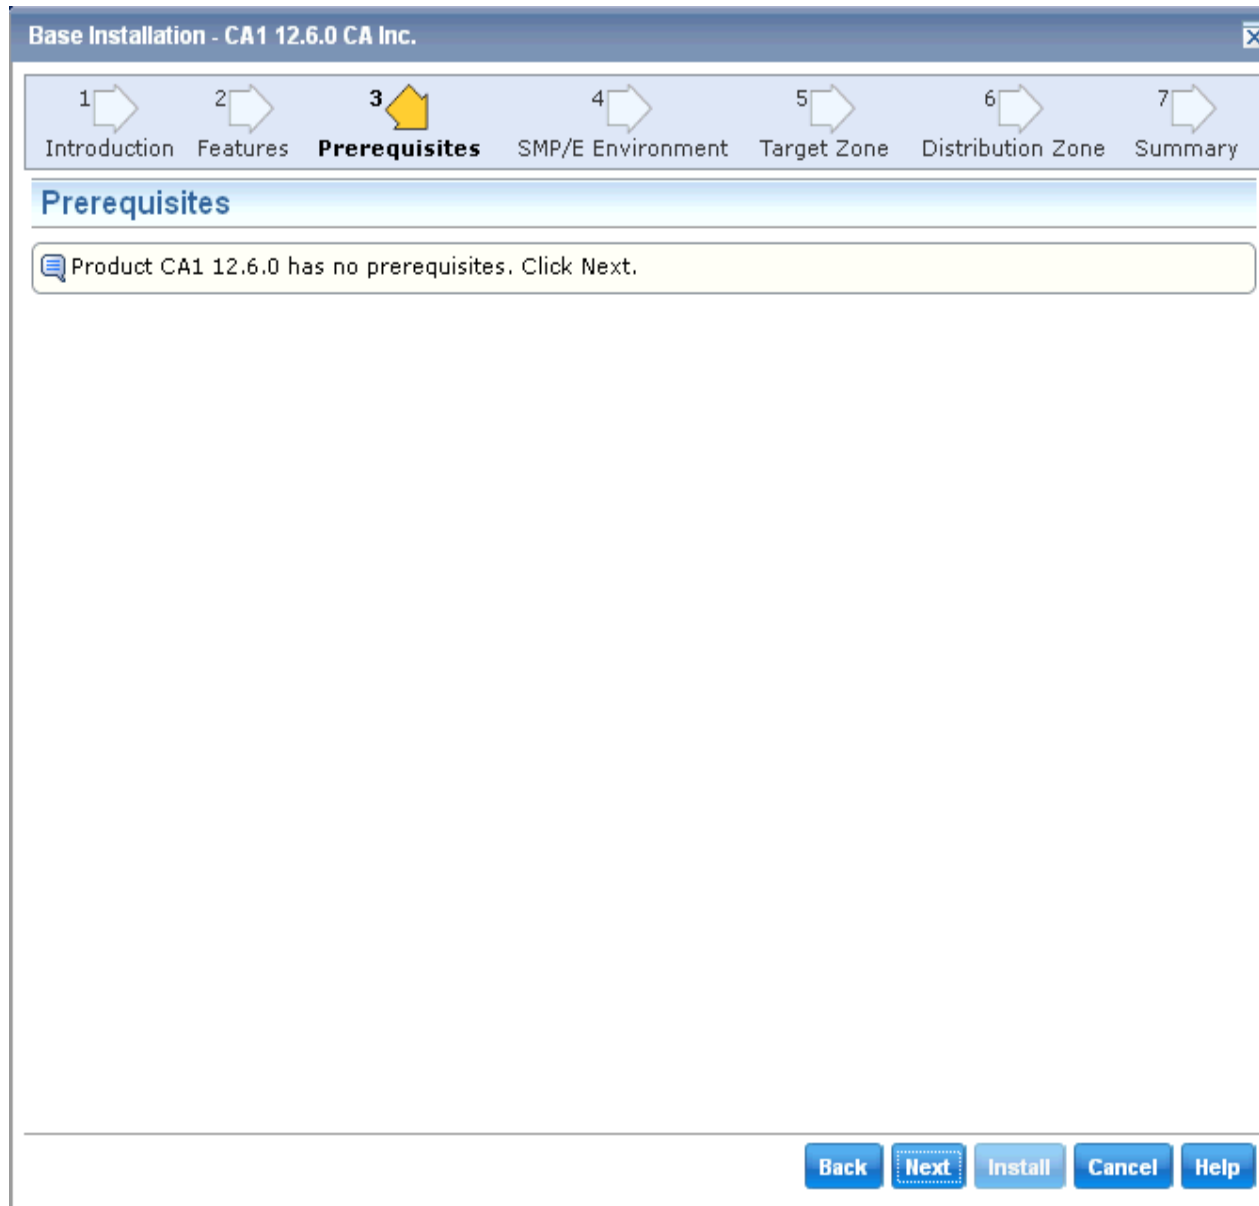 Base Installation - CA1 12.6.0 CA Inc.
1 2 3 4 5 6 7
Introduction Features Prerequisites SMP/E Environment Target Zone Distribution Zone Summary
Prerequisites
Product CA1 12.6.0 has no prerequisites. Click Next.
Back Next Install Cancel Help